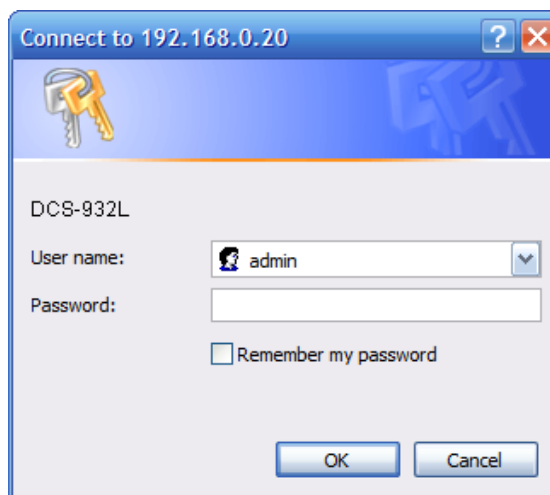 Connect to 192.168.0.20
DCS-932L
User name:
admin
Password:
Remember my password
OK
Cancel